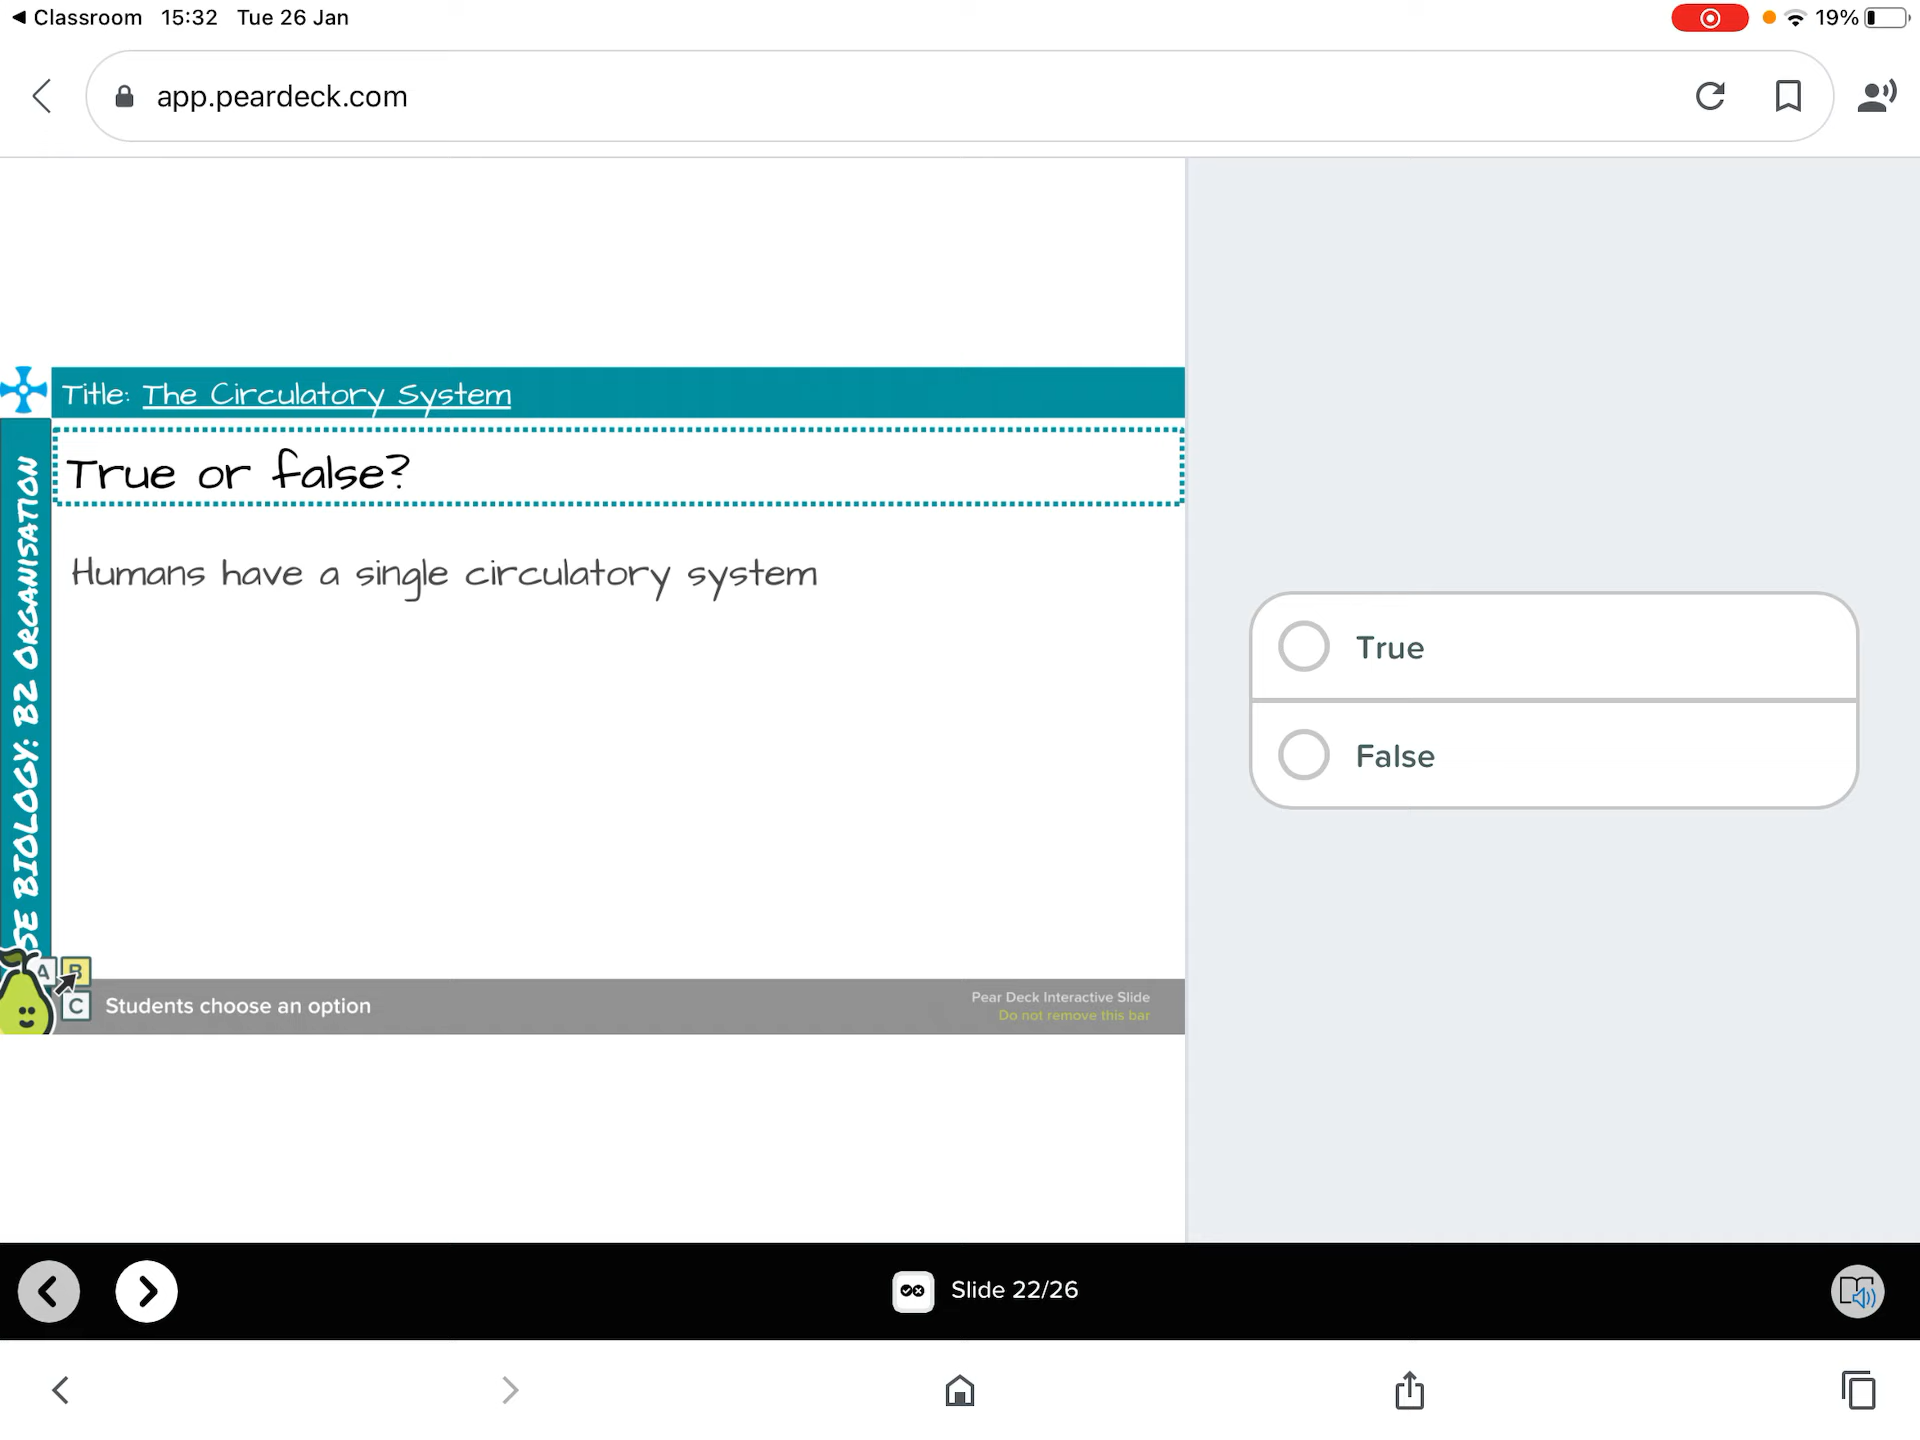 Classroom 15:32 Tue 26 Jan 19%
app.peardeck.com
Title: The Circulatory System
True or false?
Humans have a single circulatory system
SE BIOLOGY: B2 ORGANISATION
True
False
A B
C Students choose an option
Pear Deck Interactive Slide
Do not remove this bar
Slide 22/26